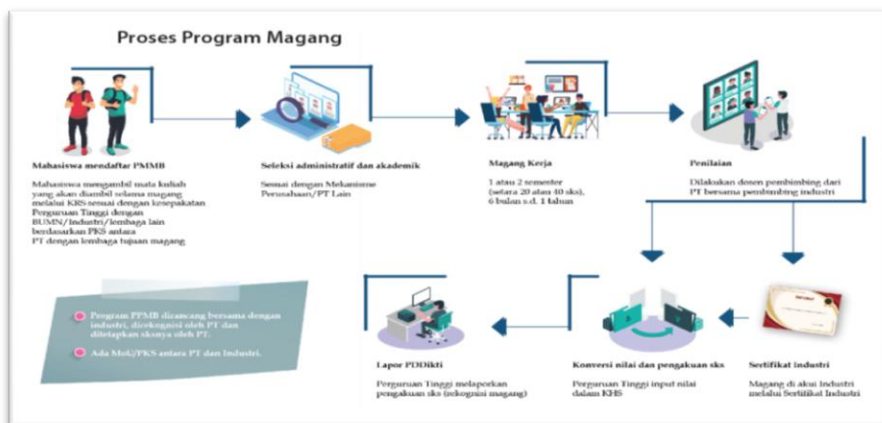 Proses Program Magang
Mahasiswa mendaftar PMMB
Mahasiswa mengambil mata kuliah
yang akan diambil selama magang
melalui KRS sesuai dengan kesepakatan
Perguruan Tinggi dengan
BUMN/Industri/lembaga lain
berdasarkan PKS antara
PT dengan lembaga tujuan magang
Seleksi administratif dan akademik
Sesuai dengan Mekanisme
Perusahaan/PT Lain
Magang Kerja
1 atau 2 semester
(setara 20 atau 40 sks),
6 bulan s.d. 1 tahun
Penilaian
Dilakukan dosen pembimbing dari
PT bersama pembimbing industri
Program PPMB dirancang bersama dengan
industri, direkognisi oleh PT dan
ditetapkan sksnya oleh PT.
Ada MoU/PKS antara PT dan Industri.
Lapor PDDikti
Perguruan Tinggi melaporkan
pengakuan sks (rekognisi magang)
Konversi nilai dan pengakuan sks
Perguruan Tinggi input nilai
dalam KHS
Sertifikat Industri
Magang di akui Industri
melalui Sertifikat Industri